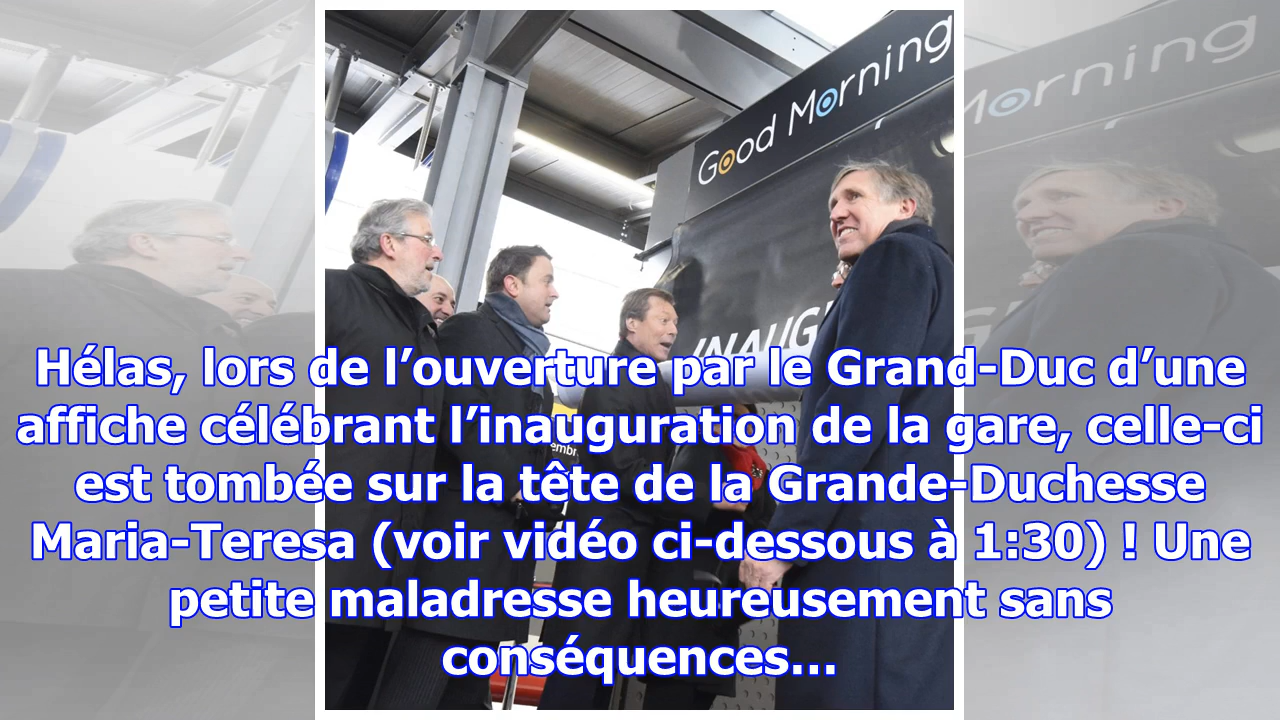 Good Morning
INAUG
Hélas, lors de l’ouverture par le Grand-Duc d’une
affiche célébrant l’inauguration de la gare, celle-ci
est tombée sur la tête de la Grande-Duchesse
Maria-Teresa (voir vidéo ci-dessous à 1:30) ! Une
petite maladresse heureusement sans
conséquences…